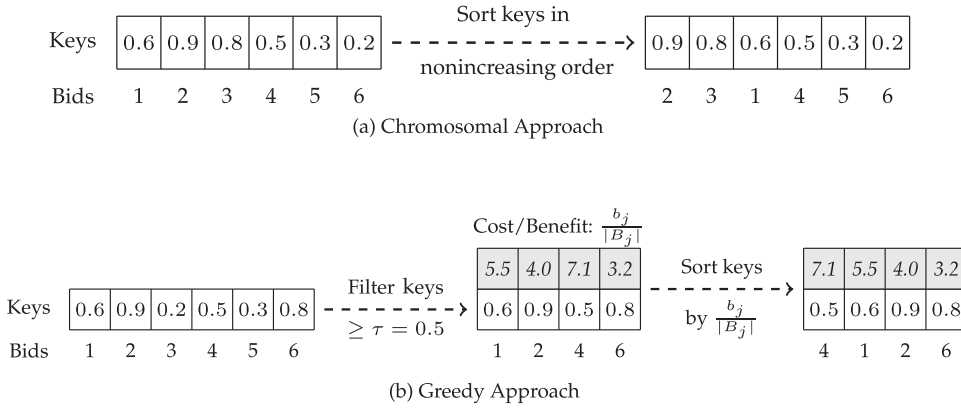 Keys 0.6 0.9 0.8 0.5 0.3 0.2 Sort keys in nonincreasing order 0.9 0.8 0.6 0.5 0.3 0.2
Bids 1 2 3 4 5 6 2 3 1 4 5 6
(a) Chromosomal Approach
Cost/Benefit: b_j/|B_j|
5.5 4.0 7.1 3.2 7.1 5.5 4.0 3.2
Keys 0.6 0.9 0.2 0.5 0.3 0.8 Filter keys ≥ τ = 0.5 0.6 0.9 0.5 0.8 Sort keys by b_j/|B_j| 0.5 0.6 0.9 0.8
Bids 1 2 3 4 5 6 1 2 4 6 4 1 2 6
(b) Greedy Approach